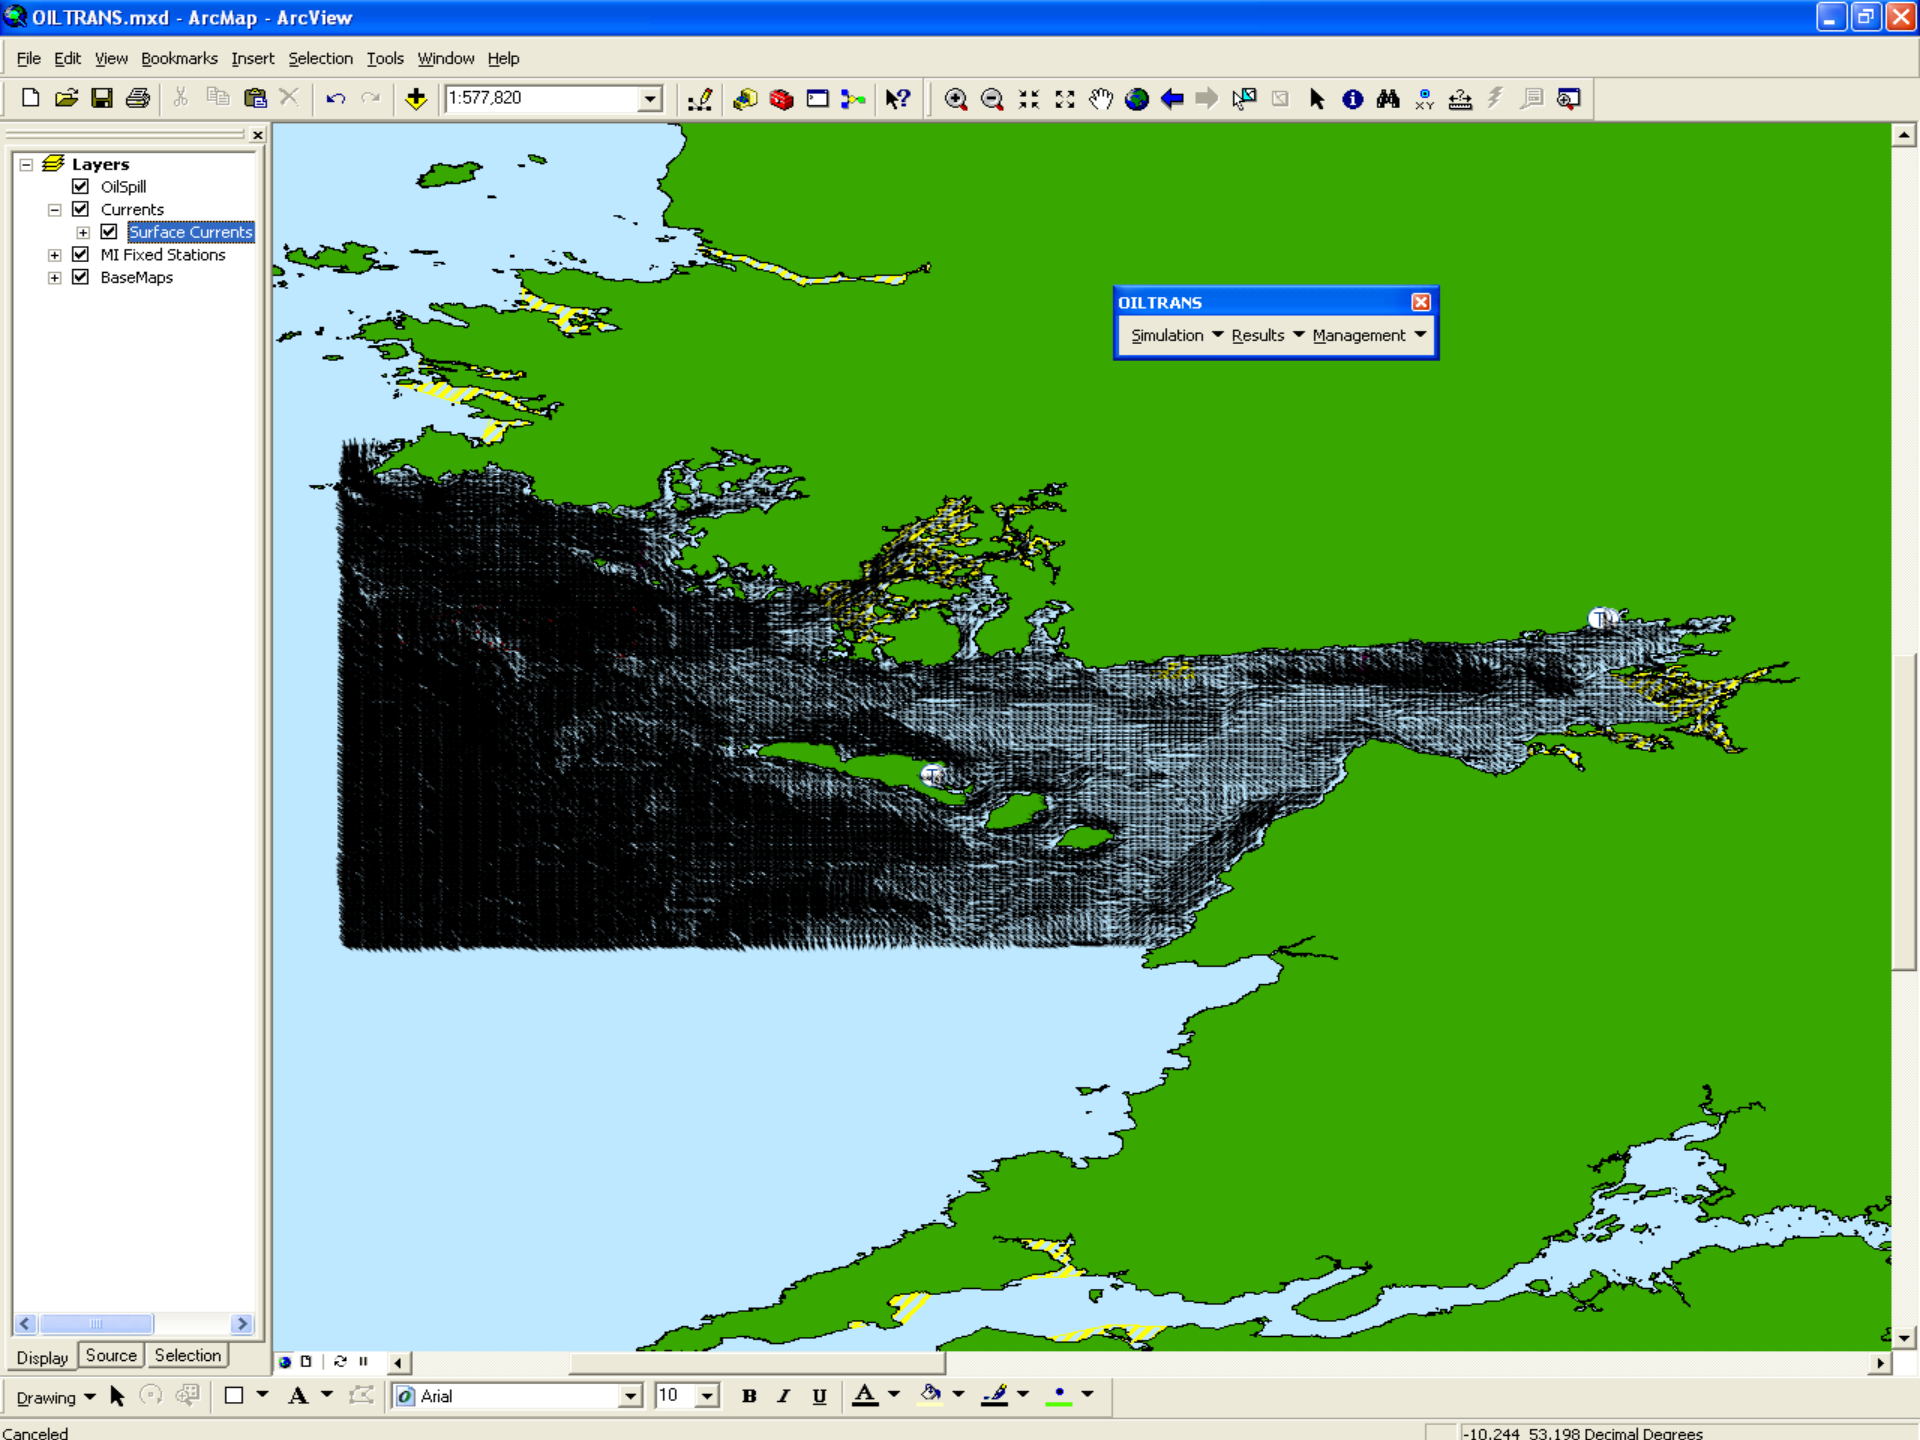 OILTRANS.mxd - ArcMap - ArcView
File Edit View Bookmarks Insert Selection Tools Window Help
1:577,820
Layers
OilSpill
Currents
Surface Currents
MI Fixed Stations
BaseMaps
OILTRANS
Simulation Results Management
T
T
Display Source Selection
Drawing A Arial 10 B I U A
Canceled
-10.244 53.198 Decimal Degrees